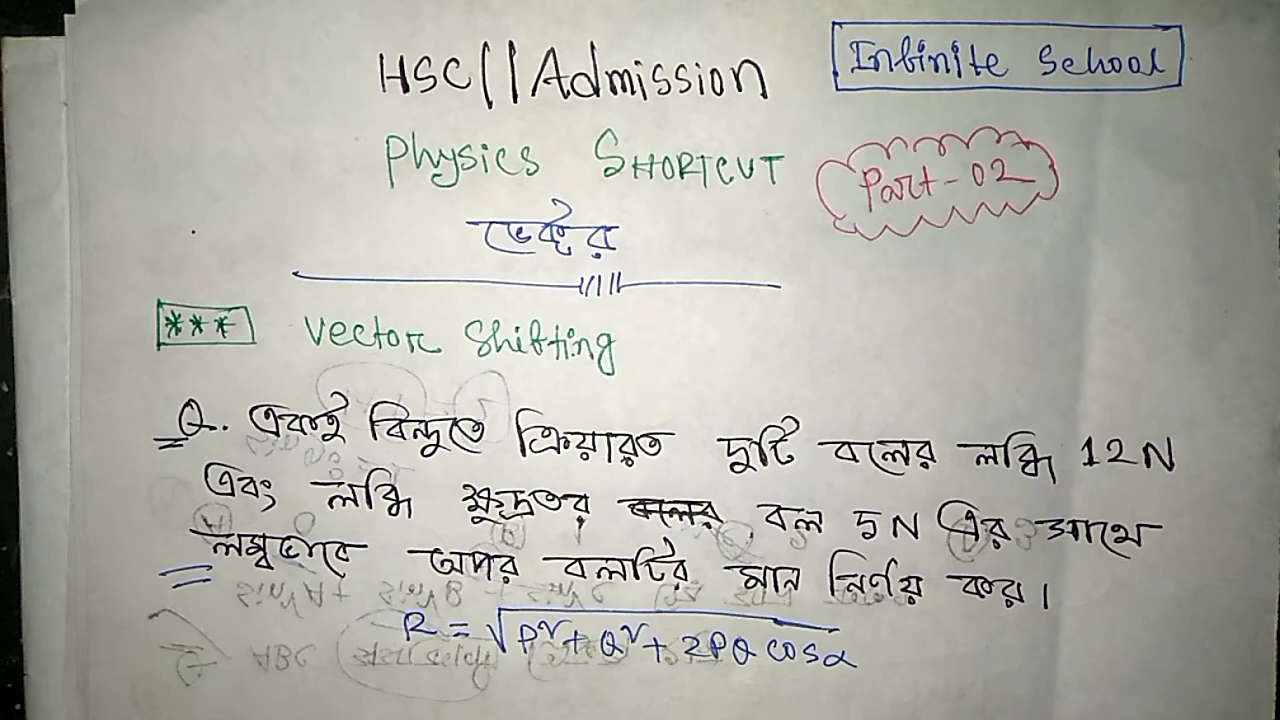 HSC || Admission
Infinite School
Physics SHORTCUT
Part-02
ভেক্টর
*** Vector Shifting
Q. একই বিন্দুতে ক্রিয়ারত দুটি বলের লব্ধি 12N
এবং লব্ধি ক্ষুদ্রতর বল 5N এর সাথে
লম্বভাবে অপর বলটির মান নির্ণয় কর।
R = √P² + Q² + 2PQ cosα
ABC